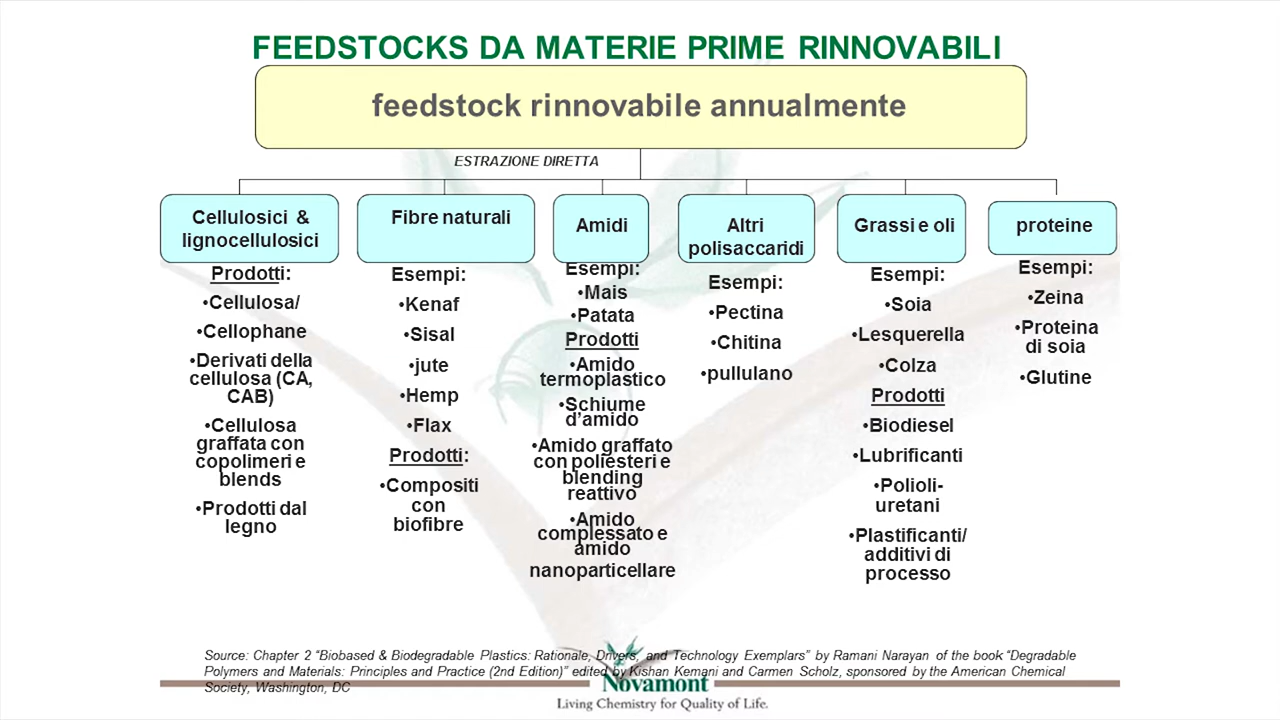 FEEDSTOCKS DA MATERIE PRIME RINNOVABILI
feedstock rinnovabile annualmente
ESTRAZIONE DIRETTA
Cellulosici &
lignocellulosici
Prodotti:
•Cellulosa/
•Cellophane
•Derivati della
cellulosa (CA,
CAB)
•Cellulosa
graffata con
copolimeri e
blends
•Prodotti dal
legno
Fibre naturali
Esempi:
•Kenaf
•Sisal
•jute
•Hemp
•Flax
Prodotti:
•Compositi
con
biofibre
Amidi
Esempi:
•Mais
•Patata
Prodotti
•Amido
termoplastico
•Schiume
d'amido
•Amido graffato
con poliesteri e
blending
reattivo
•Amido
complessato e
amido
nanoparticellare
Altri
polisaccaridi
Esempi:
•Pectina
•Chitina
•pullulano
Grassi e oli
Esempi:
•Soia
•Lesquerella
•Colza
Prodotti
•Biodiesel
•Lubrificanti
•Polioli-
uretani
•Plastificanti/
additivi di
processo
proteine
Esempi:
•Zeina
•Proteina
di soia
•Glutine
Source: Chapter 2 "Biobased & Biodegradable Plastics: Rationale, Drivers, and Technology Exemplars" by Ramani Narayan of the book "Degradable
Polymers and Materials: Principles and Practice (2nd Edition)" edited by Kishan Kemani and Carmen Scholz, sponsored by the American Chemical
Society, Washington, DC
Novamont
Living Chemistry for Quality of Life.